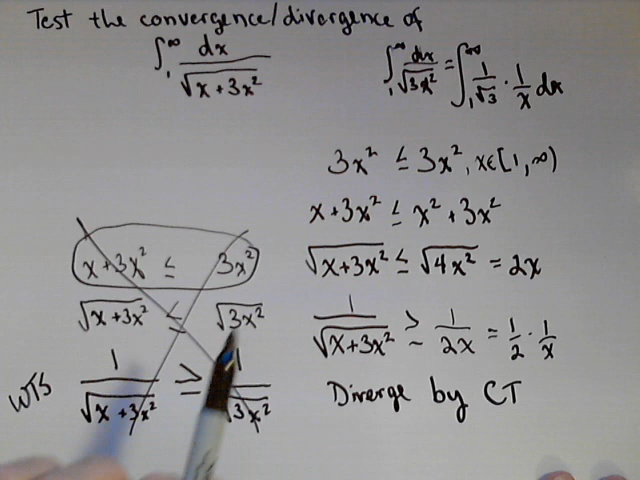 Test the convergence/divergence of
∫₁^∞ dx/√(x + 3x²)
∫₁^∞ dx/√(3x²) = ∫₁^∞ 1/√3 · 1/x dx
3x² ≤ 3x², x∈[1, ∞)
x + 3x² ≤ x² + 3x²
√(x + 3x²) ≤ √(4x²) = 2x
1/√(x + 3x²) ≥ 1/2x = 1/2 · 1/x
Diverge by CT
x + 3x² ≤ 3x²
√(x + 3x²) ≤ √(3x²)
WTS 1/√(x + 3x²) ≥ 1/√(3x²)